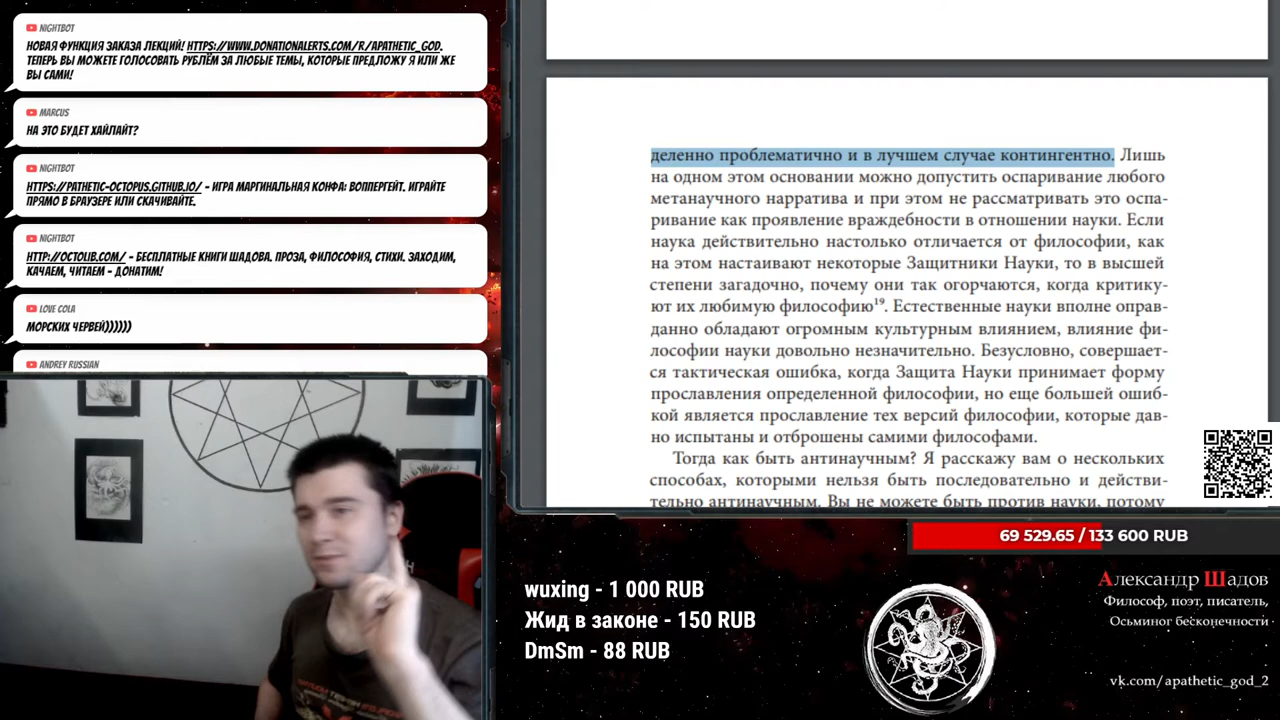 NIGHTBOT
НОВАЯ ФУНКЦИЯ ЗАКАЗА ЛЕКЦИЙ! HTTPS://WWW.DONATIONALERTS.COM/R/APATHETIC_GOD.
ТЕПЕРЬ ВЫ МОЖЕТЕ ГОЛОСОВАТЬ РУБЛЁМ ЗА ЛЮБЫЕ ТЕМЫ, КОТОРЫЕ ПРЕДЛОЖУ Я ИЛИ ЖЕ
ВЫ САМИ!
MARCUS
НА ЭТО БУДЕТ ХАЙЛАЙТ?
NIGHTBOT
HTTPS://PATHETIC-OCTOPUS.GITHUB.IO/ - ИГРА МАРГИНАЛЬНАЯ КОНФА: ВОППЕРГЕЙТ. ИГРАЙТЕ
ПРЯМО В БРАУЗЕРЕ ИЛИ СКАЧИВАЙТЕ.
NIGHTBOT
HTTP://OCTOLIB.COM/ - БЕСПЛАТНЫЕ КНИГИ ШАДОВА. ПРОЗА, ФИЛОСОФИЯ, СТИХИ. ЗАХОДИМ,
КАЧАЕМ, ЧИТАЕМ - ДОНАТИМ!
LOVE COLA
МОРСКИХ ЧЕРВЕЙ))))))
ANDREY RUSSIAN
деленно проблематично и в лучшем случае контингентно. Лишь
на одном этом основании можно допустить оспаривание любого
метанаучного нарратива и при этом не рассматривать это оспа-
ривание как проявление враждебности в отношении науки. Если
наука действительно настолько отличается от философии, как
на этом настаивают некоторые Защитники Науки, то в высшей
степени загадочно, почему они так огорчаются, когда критику-
ют их любимую философию¹⁹. Естественные науки вполне оправ-
данно обладают огромным культурным влиянием, влияние фи-
лософии науки довольно незначительно. Безусловно, совершает-
ся тактическая ошибка, когда Защита Науки принимает форму
прославления определенной философии, но еще большей ошиб-
кой является прославление тех версий философии, которые дав-
но испытаны и отброшены самими философами.
Тогда как быть антинаучным? Я расскажу вам о нескольких
способах, которыми нельзя быть последовательно и действи-
тельно антинаучным. Вы не можете быть против науки, потому
69 529.65 / 133 600 RUB
wuxing - 1 000 RUB
Жид в законе - 150 RUB
DmSm - 88 RUB
Александр Шадов
Философ, поэт, писатель,
Осьминог бесконечности
vk.com/apathetic_god_2